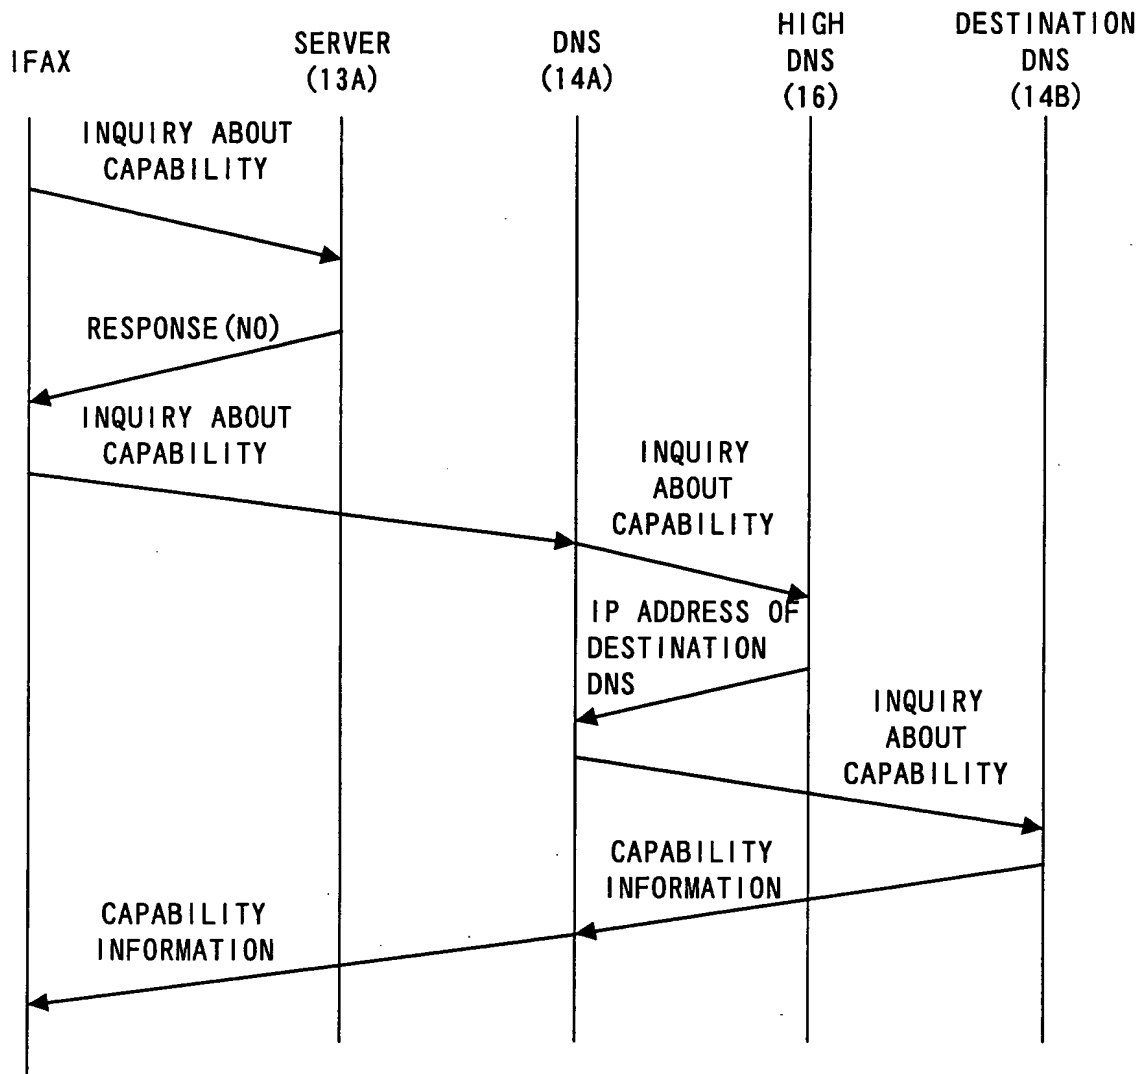 IFAX
SERVER
(13A)
DNS
(14A)
HIGH
DNS
(16)
DESTINATION
DNS
(14B)
INQUIRY ABOUT
CAPABILITY
RESPONSE(NO)
INQUIRY ABOUT
CAPABILITY
INQUIRY
ABOUT
CAPABILITY
IP ADDRESS OF
DESTINATION
DNS
INQUIRY
ABOUT
CAPABILITY
CAPABILITY
INFORMATION
CAPABILITY
INFORMATION